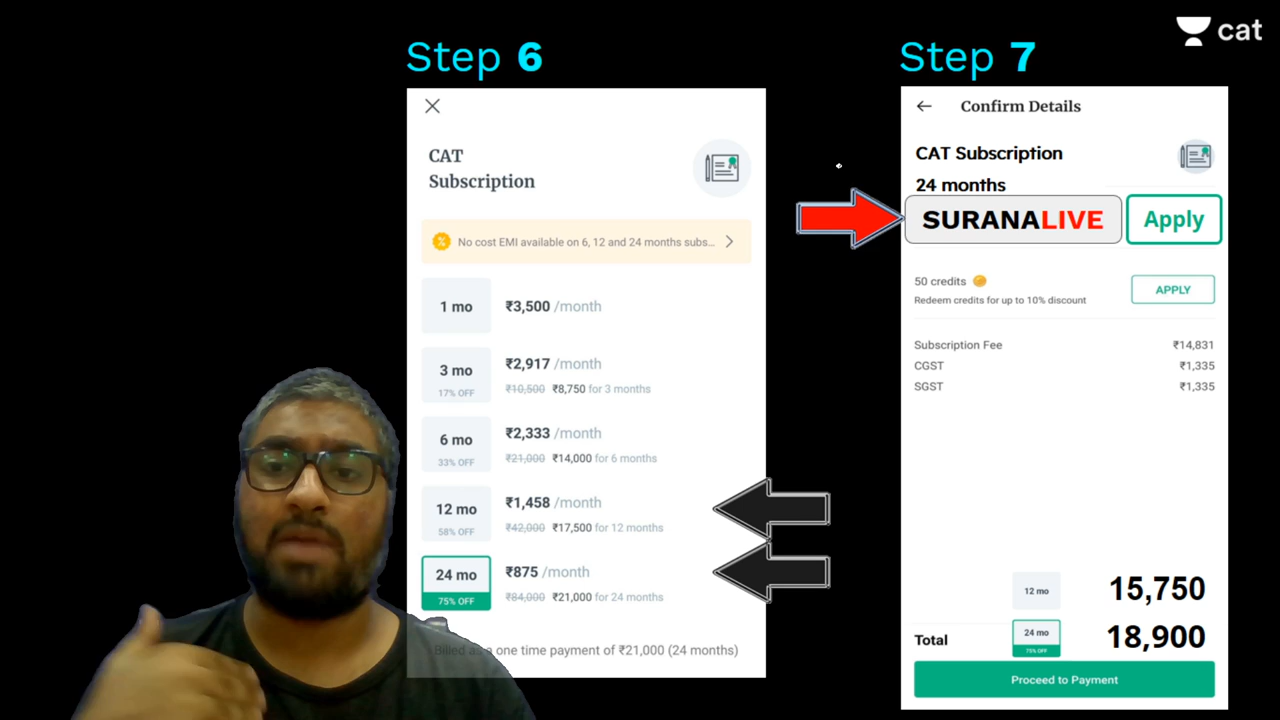 cat
Step 6
CAT
Subscription
No cost EMI available on 6, 12 and 24 months subs...
1 mo
₹3,500 /month
3 mo
17% OFF
₹2,917 /month
₹10,500 ₹8,750 for 3 months
6 mo
33% OFF
₹2,333 /month
₹21,000 ₹14,000 for 6 months
12 mo
58% OFF
₹1,458 /month
₹42,000 ₹17,500 for 12 months
24 mo
75% OFF
₹875 /month
₹84,000 ₹21,000 for 24 months
Billed as a one time payment of ₹21,000 (24 months)
Step 7
Confirm Details
CAT Subscription
24 months
SURANALIVE Apply
50 credits
Redeem credits for up to 10% discount
APPLY
Subscription Fee ₹14,831
CGST ₹1,335
SGST ₹1,335
12 mo 15,750
Total 24 mo 18,900
75% OFF
Proceed to Payment